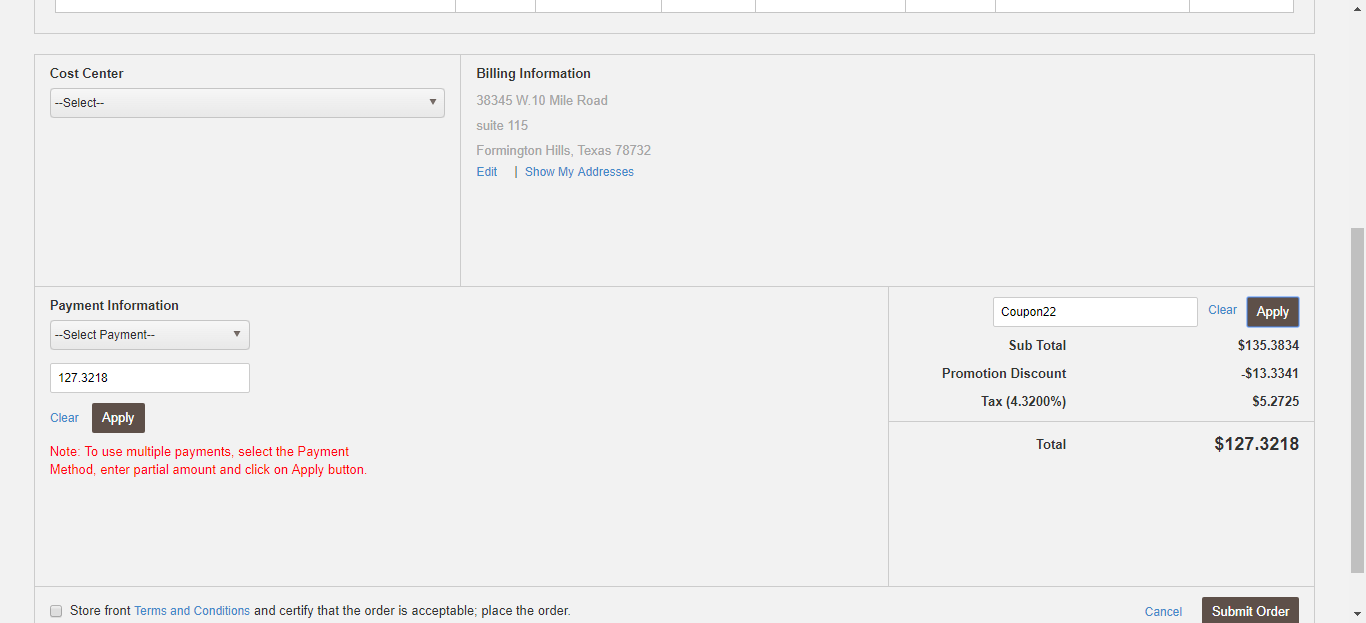 Cost Center
--Select--
Billing Information
38345 W.10 Mile Road
suite 115
Formington Hills, Texas 78732
Edit | Show My Addresses
Payment Information
--Select Payment--
127.3218
Clear Apply
Note: To use multiple payments, select the Payment
Method, enter partial amount and click on Apply button.
Coupon22 Clear Apply
Sub Total $135.3834
Promotion Discount -$13.3341
Tax (4.3200%) $5.2725
Total $127.3218
Store front Terms and Conditions and certify that the order is acceptable; place the order.
Cancel Submit Order